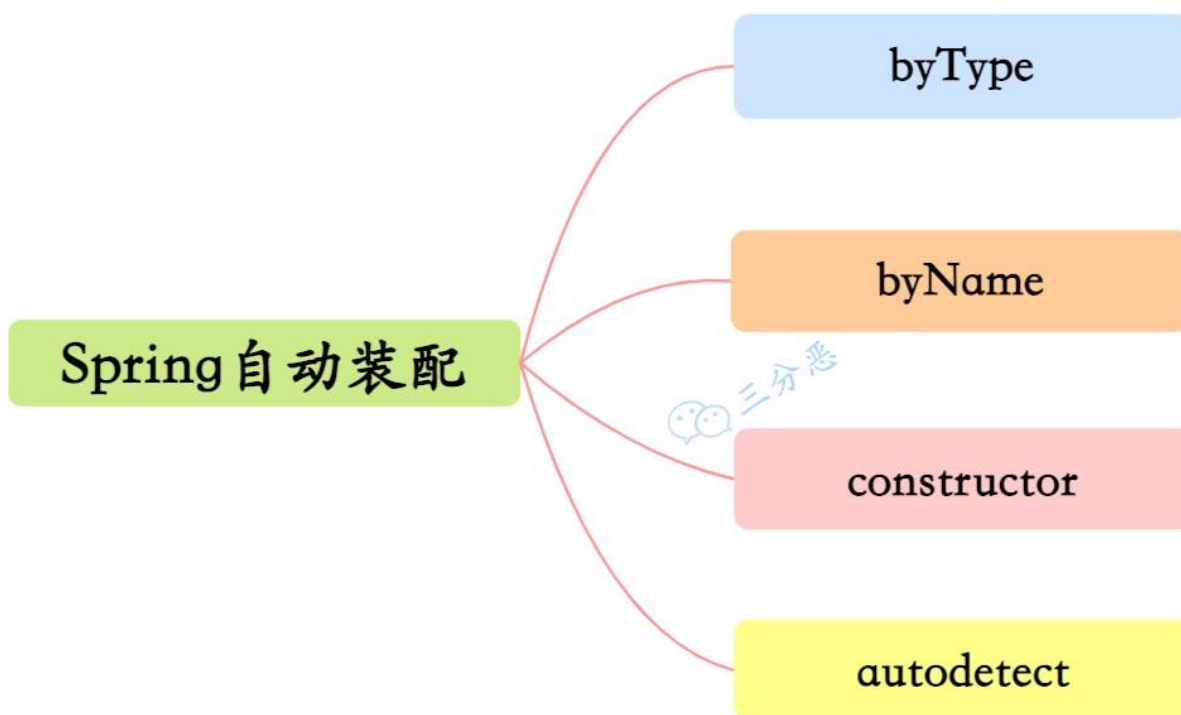 byType
byName
Spring自动装配
三分恶
constructor
autodetect